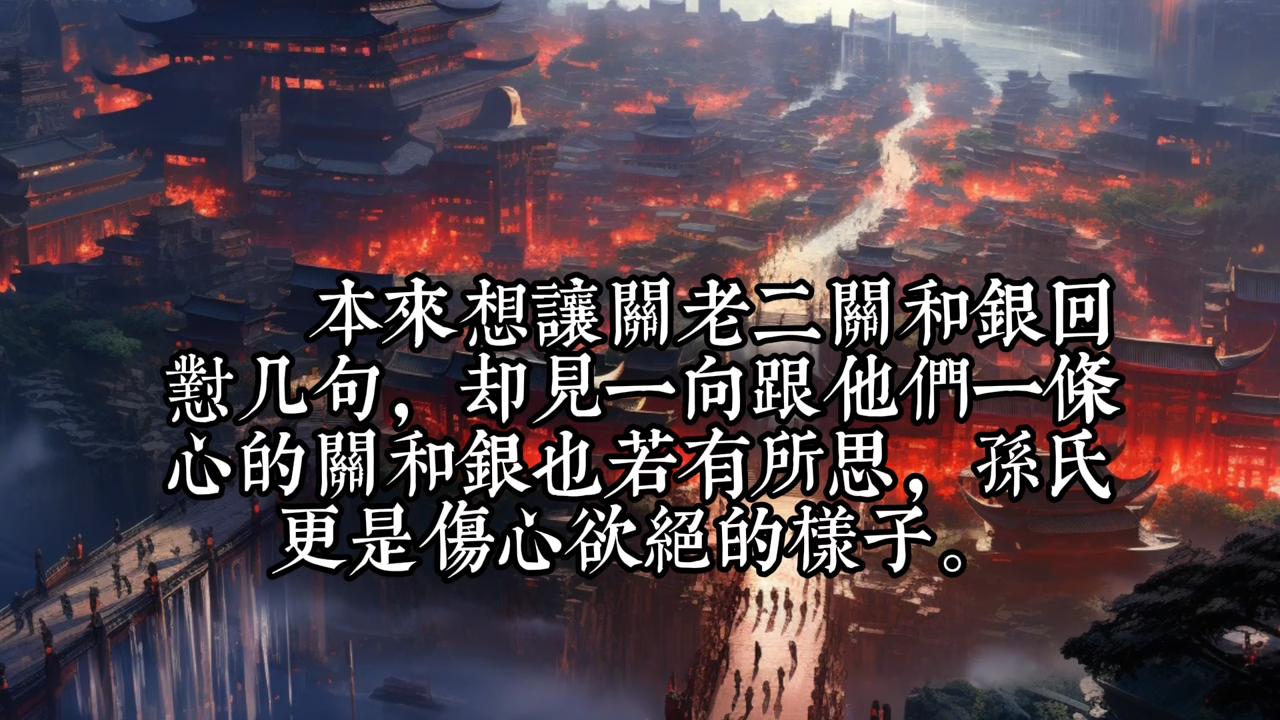 本來想讓關老二關和銀回
懟几句，却見一向跟他們一條
心的關和銀也若有所思，孫氏
更是傷心欲絕的樣子。